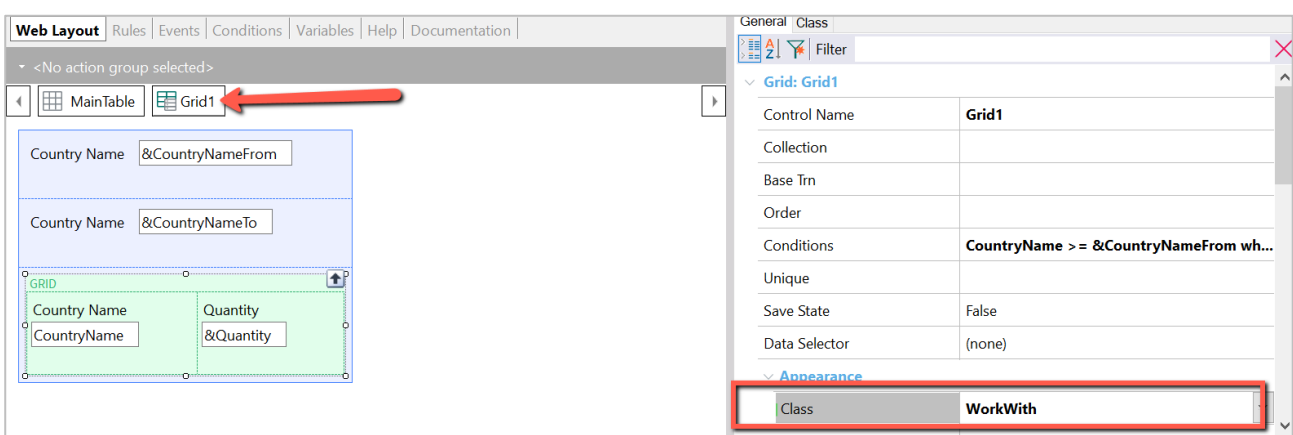 Web Layout Rules Events Conditions Variables Help Documentation
<No action group selected>
MainTable Grid1
Country Name &CountryNameFrom
Country Name &CountryNameTo
GRID
Country Name Quantity
CountryName &Quantity
General Class
Filter
Grid: Grid1
Control Name Grid1
Collection
Base Trn
Order
Conditions CountryName >= &CountryNameFrom wh...
Unique
Save State False
Data Selector (none)
Appearance
Class WorkWith